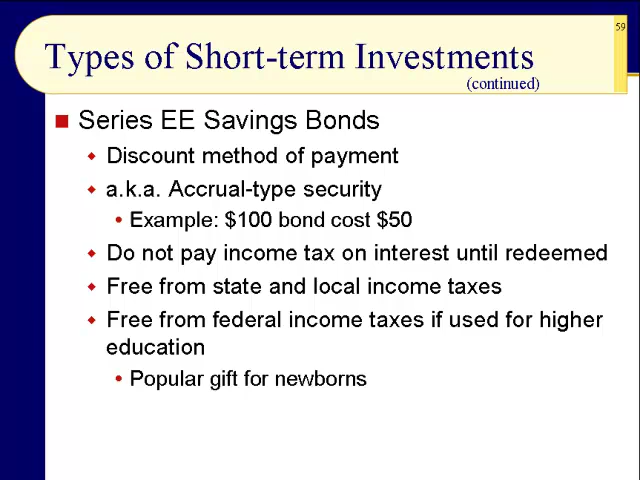 59
Types of Short-term Investments
(continued)
Series EE Savings Bonds
Discount method of payment
a.k.a. Accrual-type security
Example: $100 bond cost $50
Do not pay income tax on interest until redeemed
Free from state and local income taxes
Free from federal income taxes if used for higher
education
Popular gift for newborns